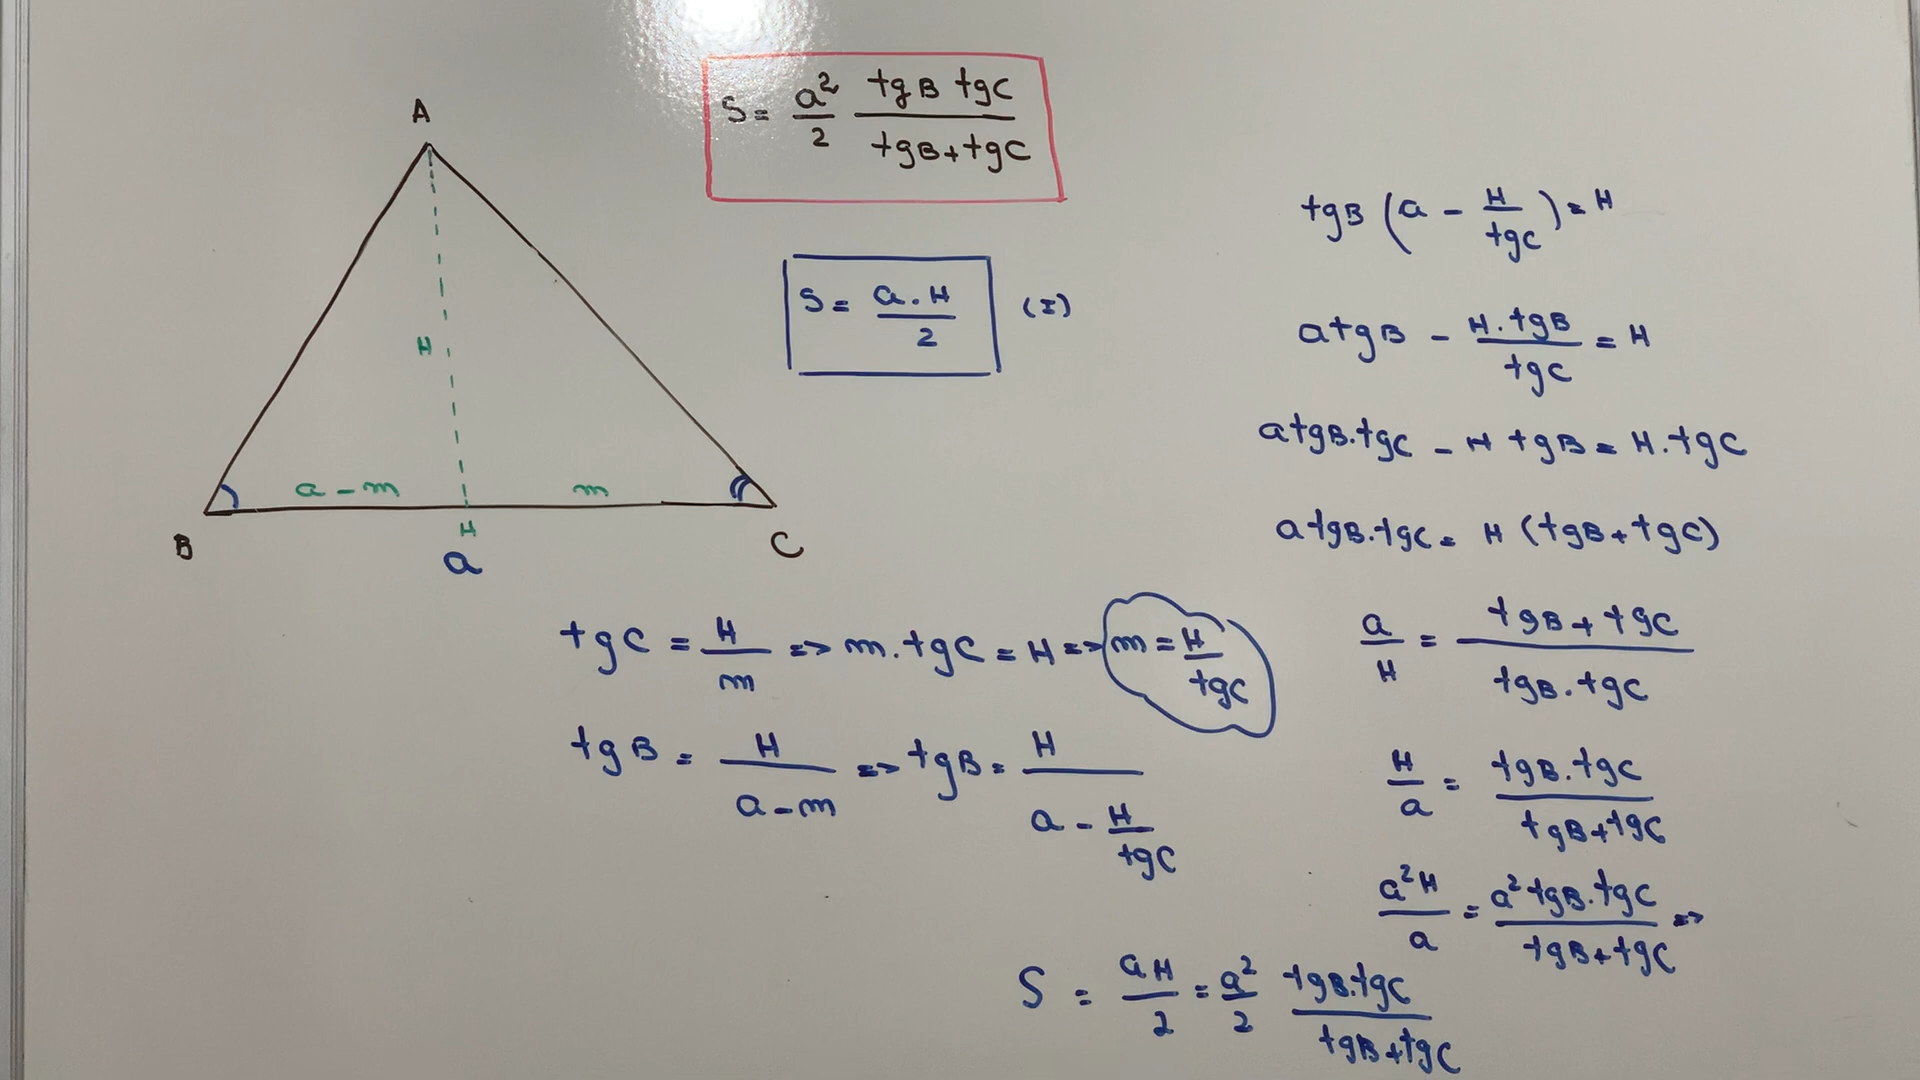 A
H
a - m
m
H
B
a
C
S = a²/2 tgB tgC / tgB + tgC
S = a . H / 2 (I)
tgC = H/m => m . tgC = H => m = H/tgC
tgB = H / a - m => tgB = H / a - H/tgC
tgB (a - H/tgC) = H
a tgB - H . tgB / tgC = H
a tgB . tgC - H tgB = H . tgC
a tgB . tgC = H (tgB + tgC)
a/H = tgB + tgC / tgB . tgC
H/a = tgB . tgC / tgB + tgC
a²H / a = a² tgB . tgC / tgB + tgC =>
S = aH/2 = a²/2 tgB . tgC / tgB + tgC